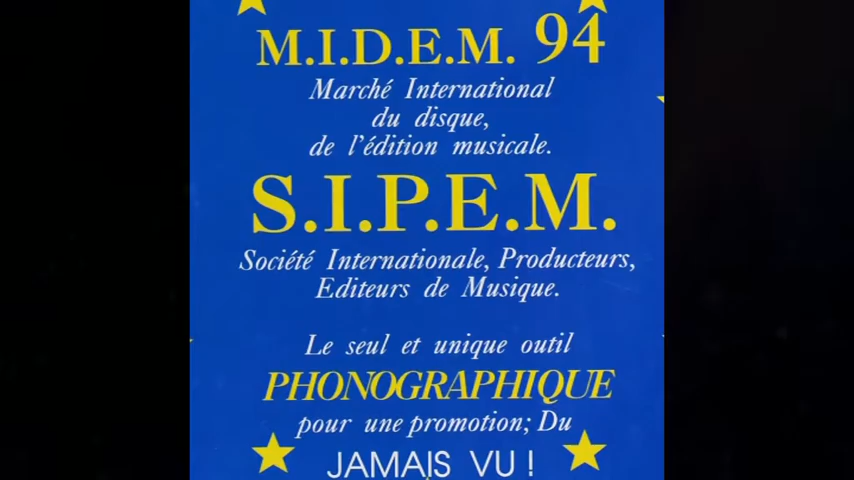 M.I.D.E.M. 94
Marché International
du disque,
de l'édition musicale.
S.I.P.E.M.
Société Internationale, Producteurs,
Editeurs de Musique.
Le seul et unique outil
PHONOGRAPHIQUE
pour une promotion; Du
JAMAIS VU !